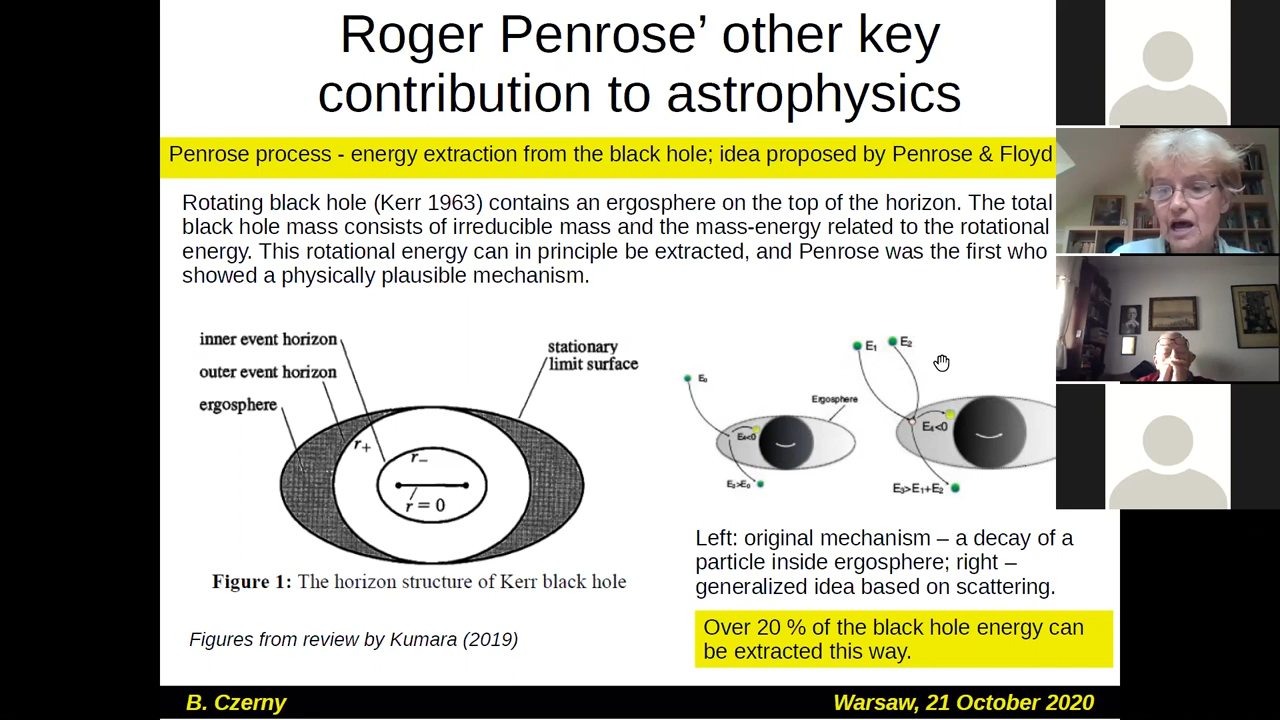 Roger Penrose’ other key
contribution to astrophysics
Penrose process - energy extraction from the black hole; idea proposed by Penrose & Floyd
Rotating black hole (Kerr 1963) contains an ergosphere on the top of the horizon. The total
black hole mass consists of irreducible mass and the mass-energy related to the rotational
energy. This rotational energy can in principle be extracted, and Penrose was the first who
showed a physically plausible mechanism.
inner event horizon
outer event horizon
ergosphere
stationary
limit surface
r+
r−
r = 0
Figure 1: The horizon structure of Kerr black hole
E₀
Ergosphere
E₁
E₂
E₄<0
E₃>E₁+E₂
Left: original mechanism – a decay of a
particle inside ergosphere; right –
generalized idea based on scattering.
Figures from review by Kumara (2019)
Over 20 % of the black hole energy can
be extracted this way.
B. Czerny
Warsaw, 21 October 2020